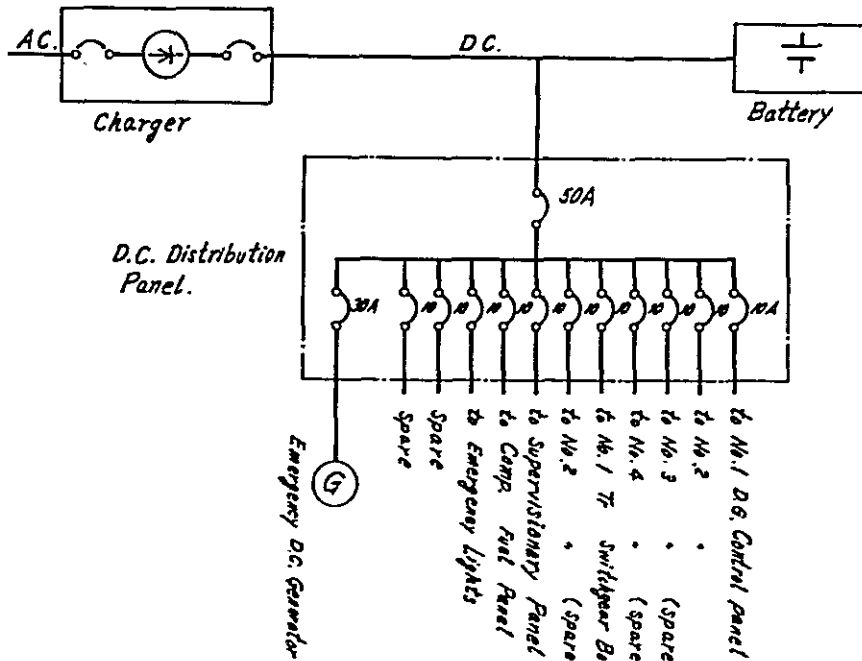 A.C.
D.C.
Charger
Battery
50A
D.C. Distribution
Panel.
30A
10
10
10
10
10
10
10
10
10
10
10A
Emergency D.C. Generator
G
Spare
Spare
to Emergency Lights
to Comp. Fuel Panel
to Supervisionary Panel
to No.2 " (spare
to No.1 Tr Switchgear Bo
to No.4 " (spare
to No.3 " (spare
to No.2 "
to No.1 D.G. Control panel